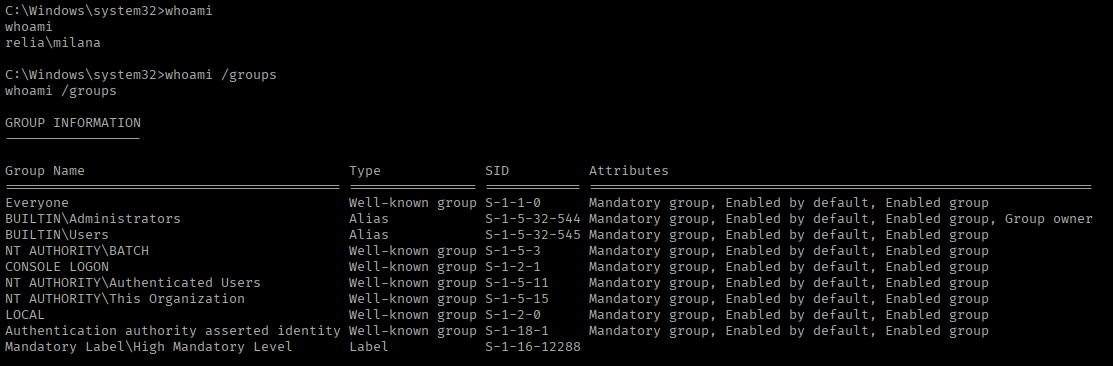 C:\Windows\system32>whoami
whoami
relia\milana
C:\Windows\system32>whoami /groups
whoami /groups
GROUP INFORMATION
-----------------
Group Name Type SID Attributes
========================================== ================ ============ ===============================================================
Everyone Well-known group S-1-1-0 Mandatory group, Enabled by default, Enabled group
BUILTIN\Administrators Alias S-1-5-32-544 Mandatory group, Enabled by default, Enabled group, Group owner
BUILTIN\Users Alias S-1-5-32-545 Mandatory group, Enabled by default, Enabled group
NT AUTHORITY\BATCH Well-known group S-1-5-3 Mandatory group, Enabled by default, Enabled group
CONSOLE LOGON Well-known group S-1-2-1 Mandatory group, Enabled by default, Enabled group
NT AUTHORITY\Authenticated Users Well-known group S-1-5-11 Mandatory group, Enabled by default, Enabled group
NT AUTHORITY\This Organization Well-known group S-1-5-15 Mandatory group, Enabled by default, Enabled group
LOCAL Well-known group S-1-2-0 Mandatory group, Enabled by default, Enabled group
Authentication authority asserted identity Well-known group S-1-18-1 Mandatory group, Enabled by default, Enabled group
Mandatory Label\High Mandatory Level Label S-1-16-12288